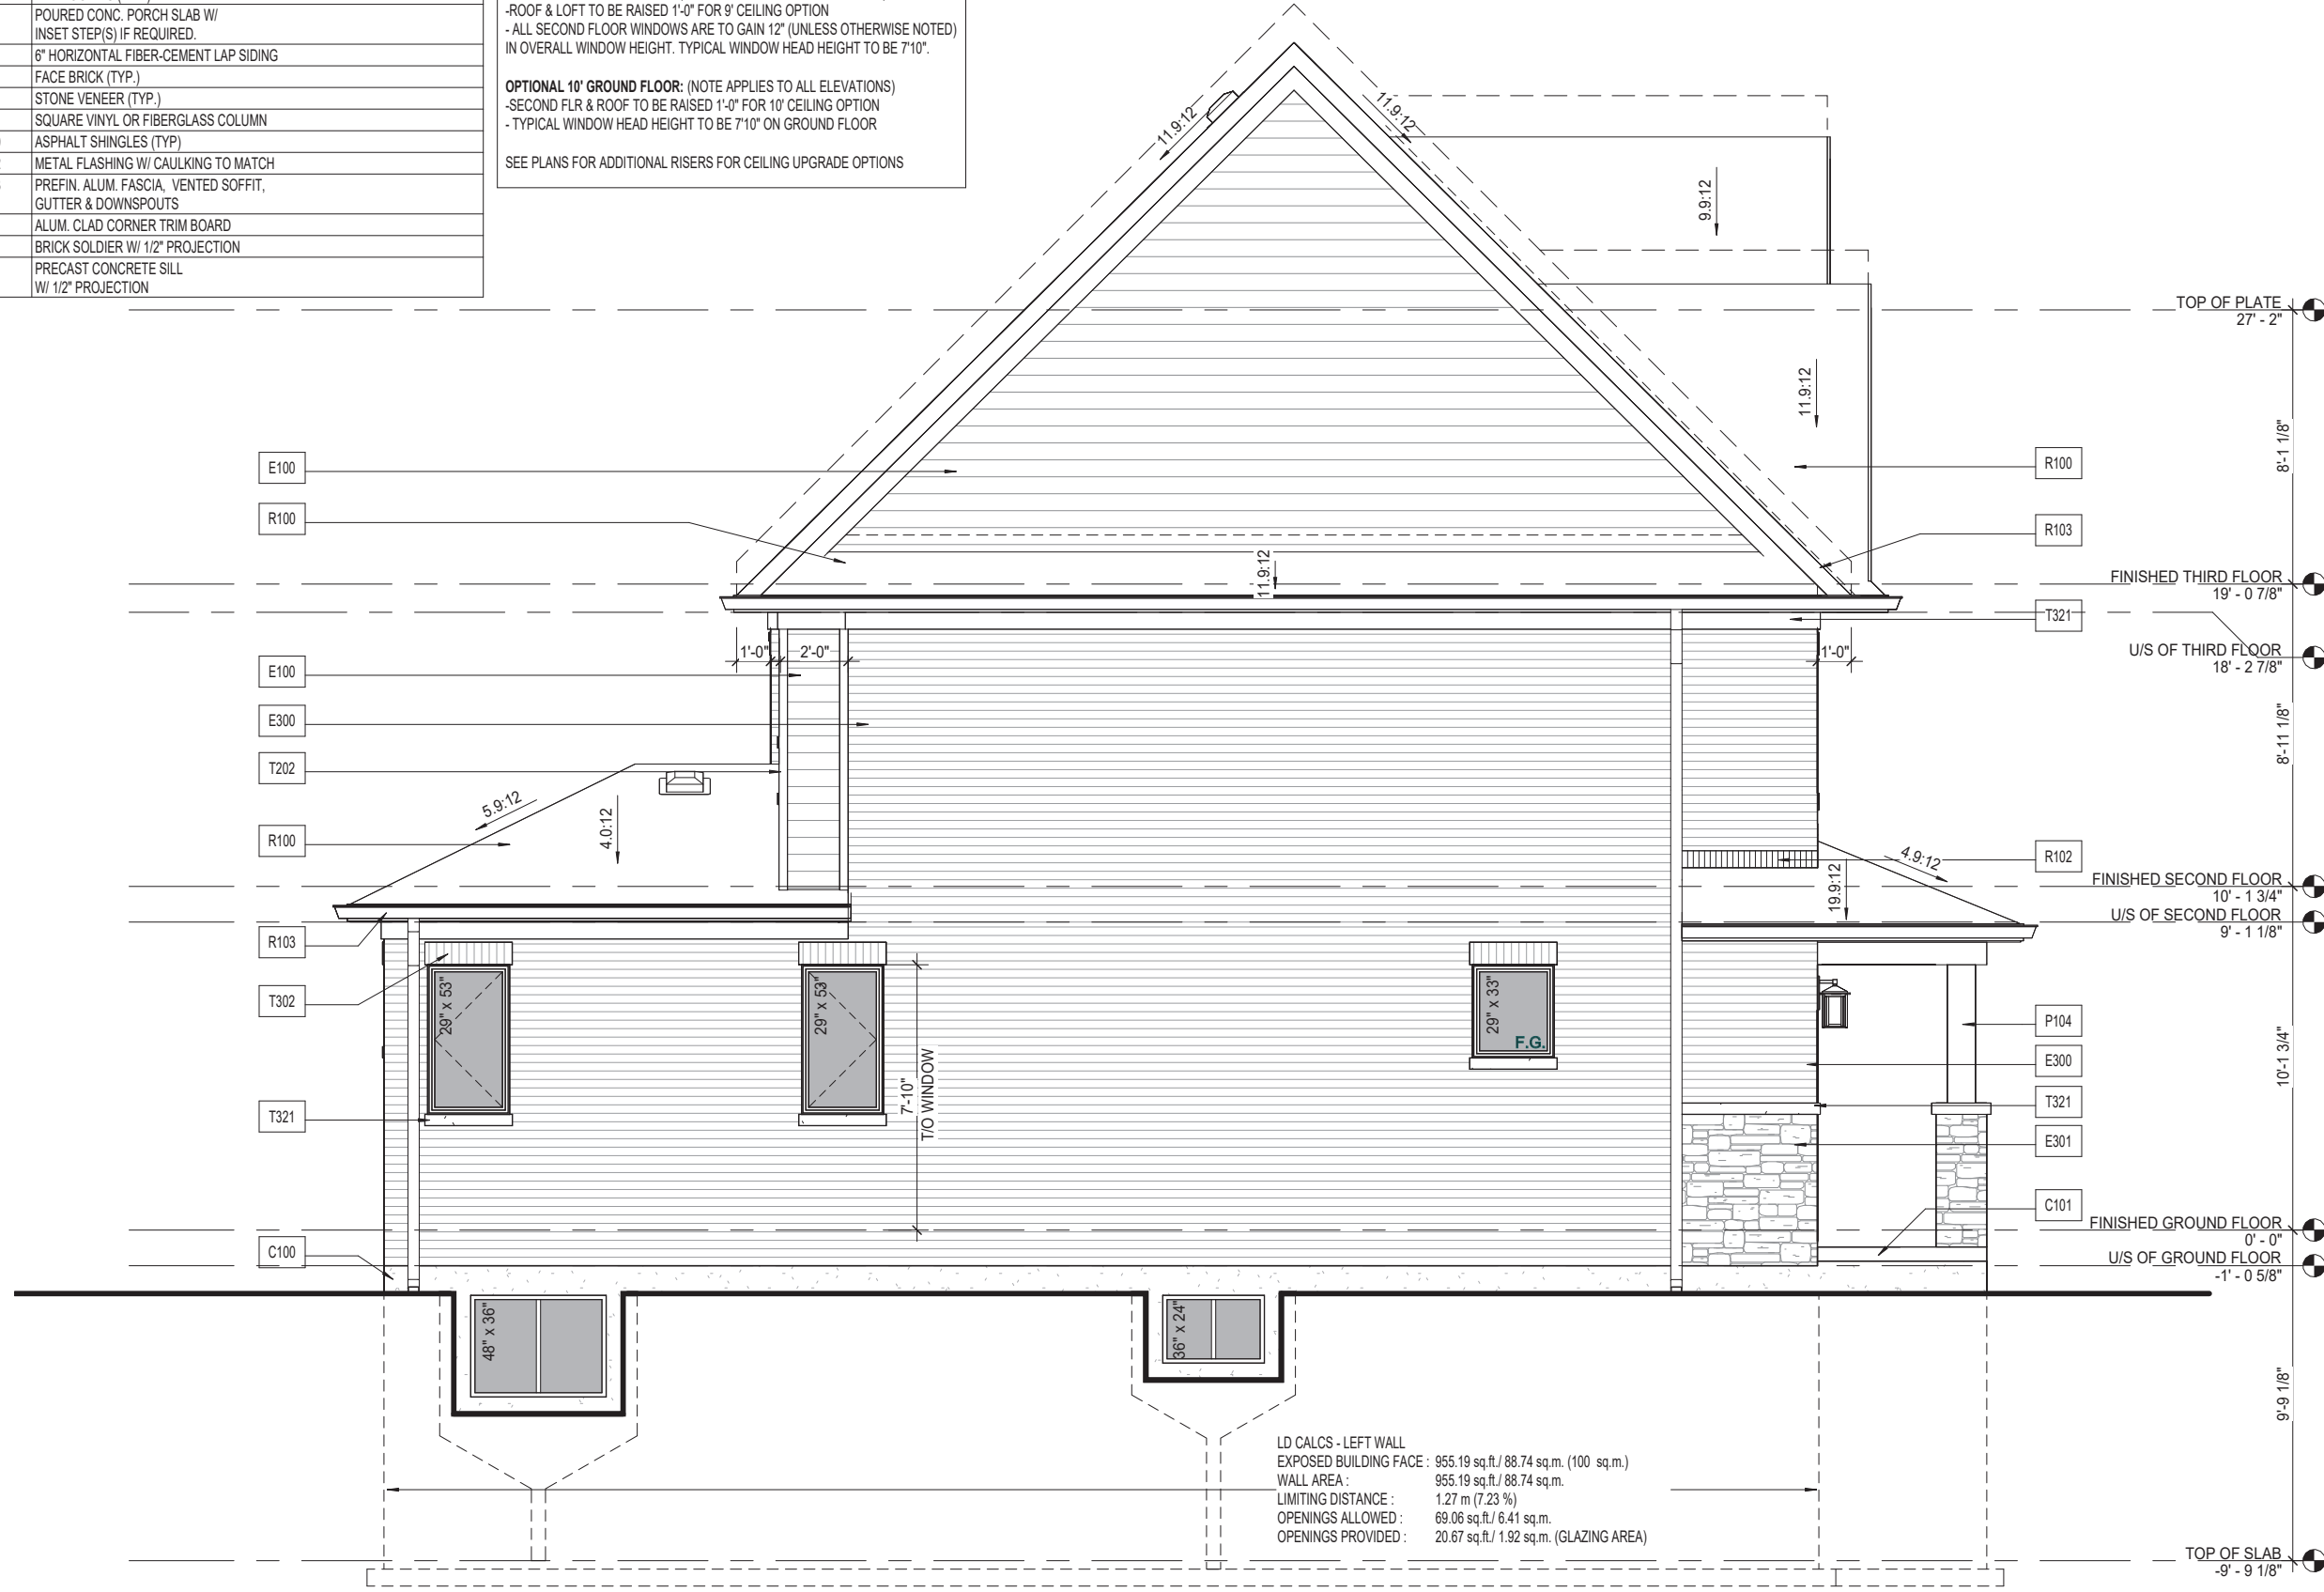 POURED CONC. PORCH SLAB W/
INSET STEP(S) IF REQUIRED.
6" HORIZONTAL FIBER-CEMENT LAP SIDING
FACE BRICK (TYP.)
STONE VENEER (TYP.)
SQUARE VINYL OR FIBERGLASS COLUMN
ASPHALT SHINGLES (TYP)
METAL FLASHING W/ CAULKING TO MATCH
PREFIN. ALUM. FASCIA, VENTED SOFFIT,
GUTTER & DOWNSPOUTS
ALUM. CLAD CORNER TRIM BOARD
BRICK SOLDIER W/ 1/2" PROJECTION
PRECAST CONCRETE SILL
W/ 1/2" PROJECTION
-ROOF & LOFT TO BE RAISED 1'-0" FOR 9' CEILING OPTION
- ALL SECOND FLOOR WINDOWS ARE TO GAIN 12" (UNLESS OTHERWISE NOTED)
IN OVERALL WINDOW HEIGHT. TYPICAL WINDOW HEAD HEIGHT TO BE 7'10".
OPTIONAL 10' GROUND FLOOR: (NOTE APPLIES TO ALL ELEVATIONS)
-SECOND FLR & ROOF TO BE RAISED 1'-0" FOR 10' CEILING OPTION
- TYPICAL WINDOW HEAD HEIGHT TO BE 7'10" ON GROUND FLOOR
SEE PLANS FOR ADDITIONAL RISERS FOR CEILING UPGRADE OPTIONS
11.9:12
11.9:12
9.9:12
11.9:12
11.9:12
TOP OF PLATE
27' - 2"
8'-1 1/8"
E100
R100
R100
R103
FINISHED THIRD FLOOR
19' - 0 7/8"
T321
U/S OF THIRD FLOOR
18' - 2 7/8"
1'-0"
2'-0"
1'-0"
E100
E300
T202
R100
5.9:12
4.0:12
8'-11 1/8"
4.9:12
19.9:12
R102
FINISHED SECOND FLOOR
10' - 1 3/4"
U/S OF SECOND FLOOR
9' - 1 1/8"
R103
T302
T321
C100
29" x 53"
29" x 53"
7'-10"
T/O WINDOW
29" x 33"
F.G.
P104
E300
T321
E301
C101
10'-1 3/4"
FINISHED GROUND FLOOR
0' - 0"
U/S OF GROUND FLOOR
-1' - 0 5/8"
48" x 36"
36" x 24"
9'-9 1/8"
LD CALCS - LEFT WALL
EXPOSED BUILDING FACE : 955.19 sq.ft./ 88.74 sq.m. (100 sq.m.)
WALL AREA : 955.19 sq.ft./ 88.74 sq.m.
LIMITING DISTANCE : 1.27 m (7.23 %)
OPENINGS ALLOWED : 69.06 sq.ft./ 6.41 sq.m.
OPENINGS PROVIDED : 20.67 sq.ft./ 1.92 sq.m. (GLAZING AREA)
TOP OF SLAB
-9' - 9 1/8"